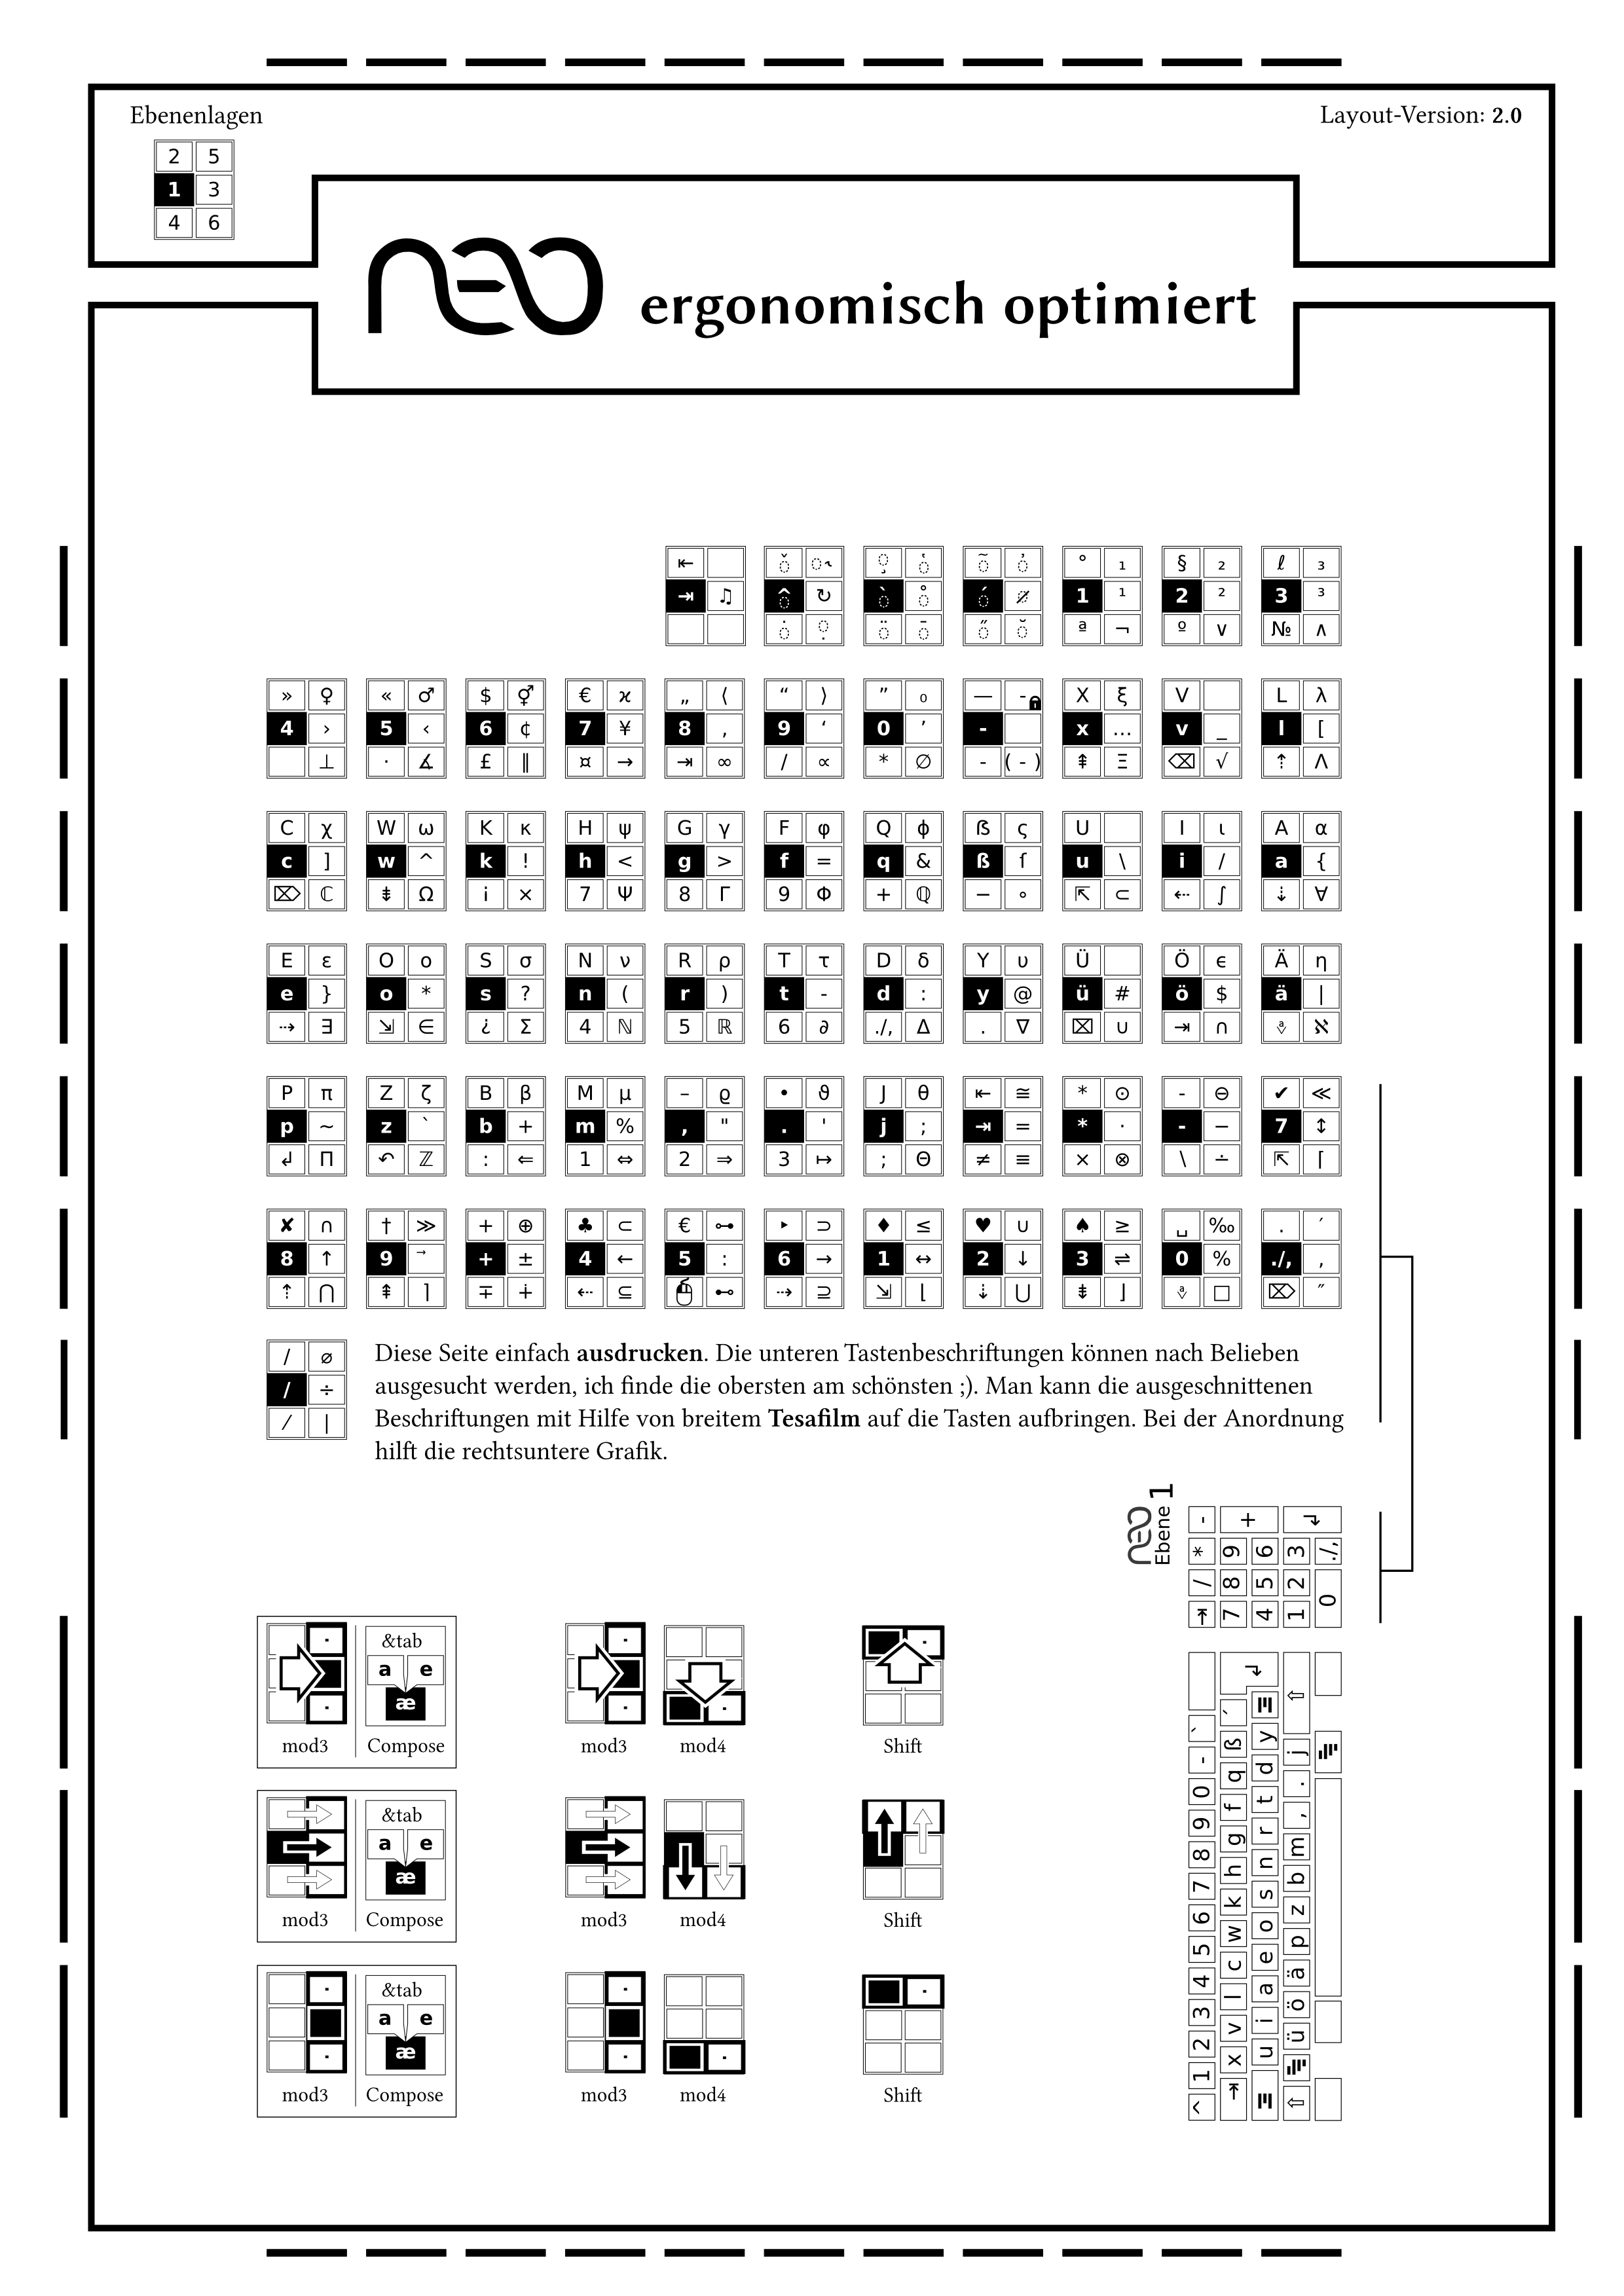 Ebenenlagen
Layout-Version: 2.0
2 5
1 3
4 6
neo ergonomisch optimiert
⇤ ˇ ° ₁ § ₂ ℓ ₃
⇥ ♫ ^ ↻ ` ° ´ 1 ¹ 2 ² 3 ³
ª ¬ º ∨ № ∧
» ♀ « ♂ $ ⚥ € ϰ „ ⟨ “ ⟩ ” ₀ — - X ξ V L λ
4 › 5 ‹ 6 ¢ 7 ¥ 8 ‚ 9 ‘ 0 ’ - x … v _ l [
⊥ · ∡ £ ∥ ¤ → ⇥ ∞ / ∝ * ∅ - ( - ) ⇞ Ξ ⌫ √ ⇡ Λ
C χ W ω K κ H ψ G γ F φ Q ϕ ẞ ς U I ι A α
c ] w ^ k ! h < g > f = q & ß ſ u \ i / a {
⌦ ℂ ⇟ Ω ¡ × 7 Ψ 8 Γ 9 Φ + ℚ − ∘ ⇱ ⊂ ⇠ ∫ ⇣ ∀
E ε O ο S σ N ν R ρ T τ D δ Y υ Ü Ö ϵ Ä η
e } o * s ? n ( r ) t - d : y @ ü # ö $ ä |
⇢ ∃ ⇲ ∈ ¿ Σ 4 ℕ 5 ℝ 6 ∂ ./, Δ . ∇ ⌧ ∪ ⇥ ∩ ℵ
P π Z ζ B β M μ – ϱ • ϑ J θ ⇤ ≅ * ⊙ - ⊖ ✔ ≪
p ~ z ` b + m % , " . ' j ; ⇥ = * · - − 7 ↕
↲ Π ↶ ℤ : ⇐ 1 ⇔ 2 ⇒ 3 ↦ ; Θ ≠ ≡ × ⊗ \ ∸ ⇱ ⌈
✘ ∩ † ≫ + ⊕ ♣ ⊂ € ⊶ ‣ ⊃ ♦ ≤ ♥ ∪ ♠ ≥ ␣ ‰ . ′
8 ↑ 9 → + ± 4 ← 5 : 6 → 1 ↔ 2 ↓ 3 ⇌ 0 % ./, ,
⇡ ⋂ ⇞ ⌉ ∓ ∔ ⇠ ⊆ ⊷ ⇢ ⊇ ⇲ ⌊ ⇣ ⋃ ⇟ ⌋ □ ⌦ ″
/ ⌀
/ ÷
⁄ |
Diese Seite einfach ausdrucken. Die unteren Tastenbeschriftungen können nach Belieben
ausgesucht werden, ich finde die obersten am schönsten ;). Man kann die ausgeschnittenen
Beschriftungen mit Hilfe von breitem Tesafilm auf die Tasten aufbringen. Bei der Anordnung
hilft die rechtsuntere Grafik.
neo
Ebene 1
⇥ / * -
7 8 9 +
4 5 6
1 2 3 ↵
0 ./,
^ 1 2 3 4 5 6 7 8 9 0 - `
⇥ x v l c w k h g f q ß ´ ↵
u i a e o s n r t d y
⇧ ü ö ä p z b m , . j ⇧
&tab
a e
æ
mod3 Compose mod3 mod4 Shift
&tab
a e
æ
mod3 Compose mod3 mod4 Shift
&tab
a e
æ
mod3 Compose mod3 mod4 Shift